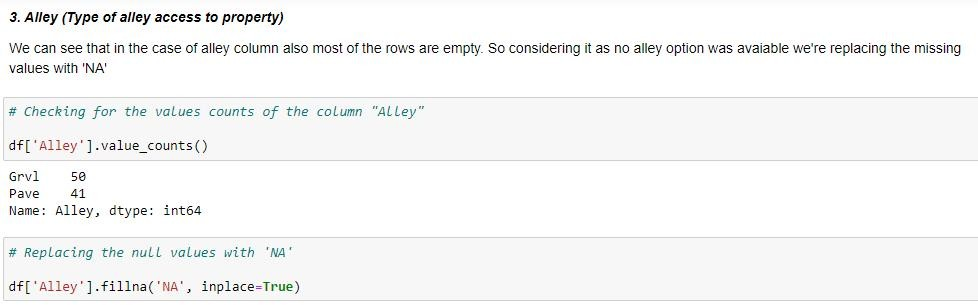 3. Alley (Type of alley access to property)
We can see that in the case of alley column also most of the rows are empty. So considering it as no alley option was avaiable we're replacing the missing
values with 'NA'
# Checking for the values counts of the column "Alley"
df['Alley'].value_counts()
Grvl    50
Pave    41
Name: Alley, dtype: int64
# Replacing the null values with 'NA'
df['Alley'].fillna('NA', inplace=True)